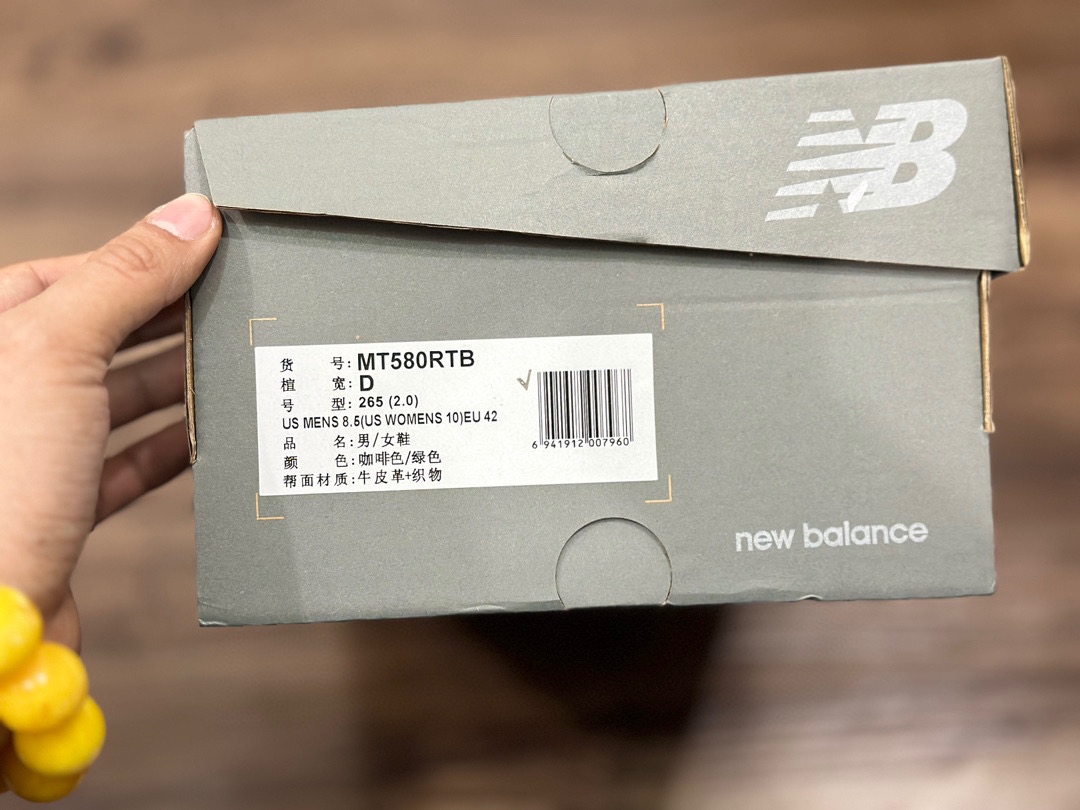 NB
货 号: MT580RTB
楦 宽: D
号 型: 265 (2.0)
US MENS 8.5(US WOMENS 10)EU 42
品 名: 男/女鞋
颜 色: 咖啡色/绿色
帮面材质: 牛皮革+织物
6 941912 007960
new balance